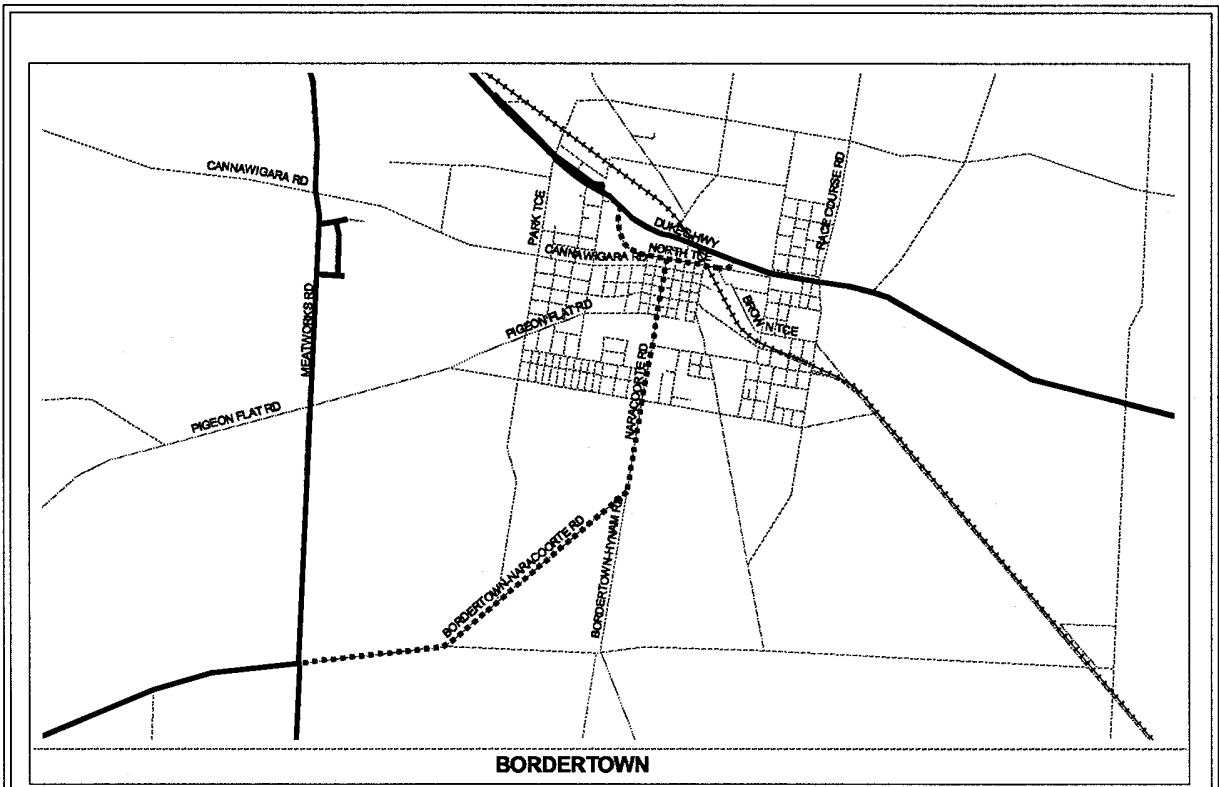 CANNAWIGARA RD
PARK TCE
RACE COURSE RD
DUKES HWY
NORTH TCE
CANNAWIGARA RD
MEATWORKS RD
BROWN TCE
PIGEON FLAT RD
NARACOORTE RD
PIGEON FLAT RD
BORDERTOWN-NARACOORTE RD
BORDERTOWN-HYNAM RD
BORDERTOWN